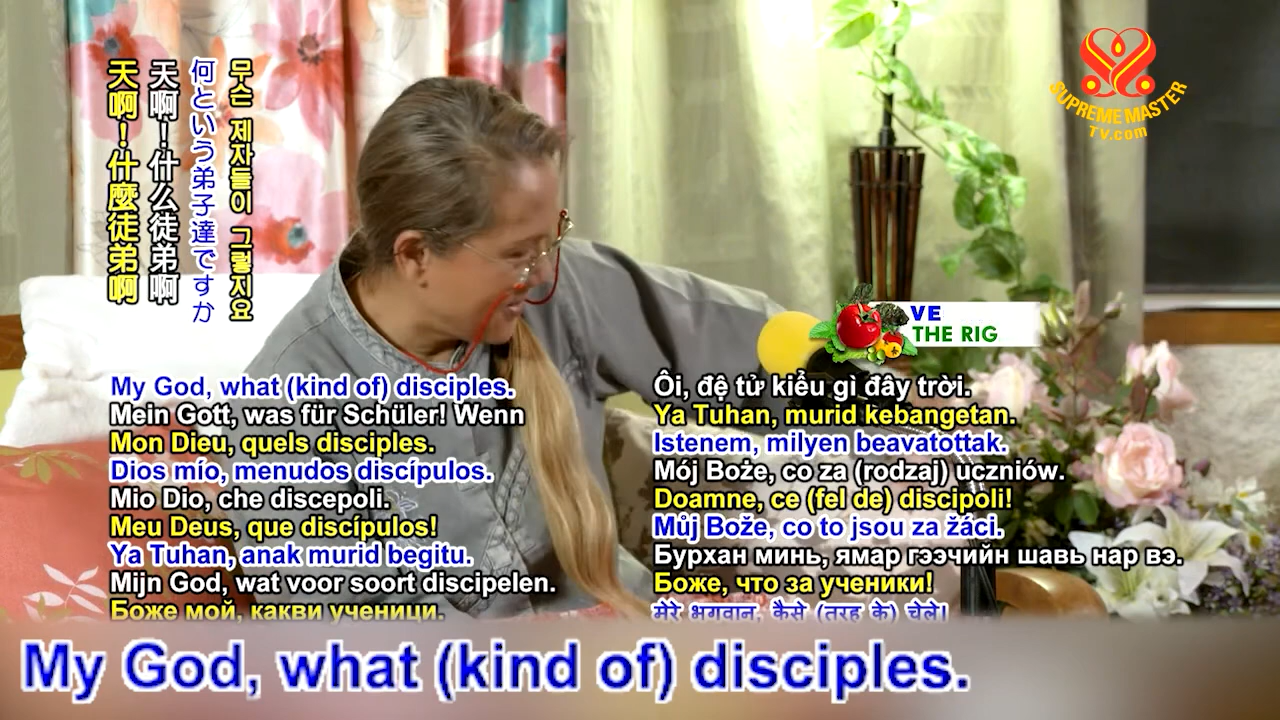 무슨 제자들이 그렇지요
何という弟子達ですか
天啊！什么徒弟啊
天啊！什麼徒弟啊
SUPREME MASTER
TV.com
VE
THE RIG
My God, what (kind of) disciples.
Mein Gott, was für Schüler! Wenn
Mon Dieu, quels disciples.
Dios mío, menudos discípulos.
Mio Dio, che discepoli.
Meu Deus, que discípulos!
Ya Tuhan, anak murid begitu.
Mijn God, wat voor soort discipelen.
Боже мой, какви ученици.
Ôi, đệ tử kiểu gì đây trời.
Ya Tuhan, murid kebangetan.
Istenem, milyen beavatottak.
Mój Boże, co za (rodzaj) uczniów.
Doamne, ce (fel de) discipoli!
Můj Bože, co to jsou za žáci.
Бурхан минь, ямар гээчийн шавь нар вэ.
Боже, что за ученики!
मेरे भगवान, कैसे (तरह के) चेले।
My God, what (kind of) disciples.